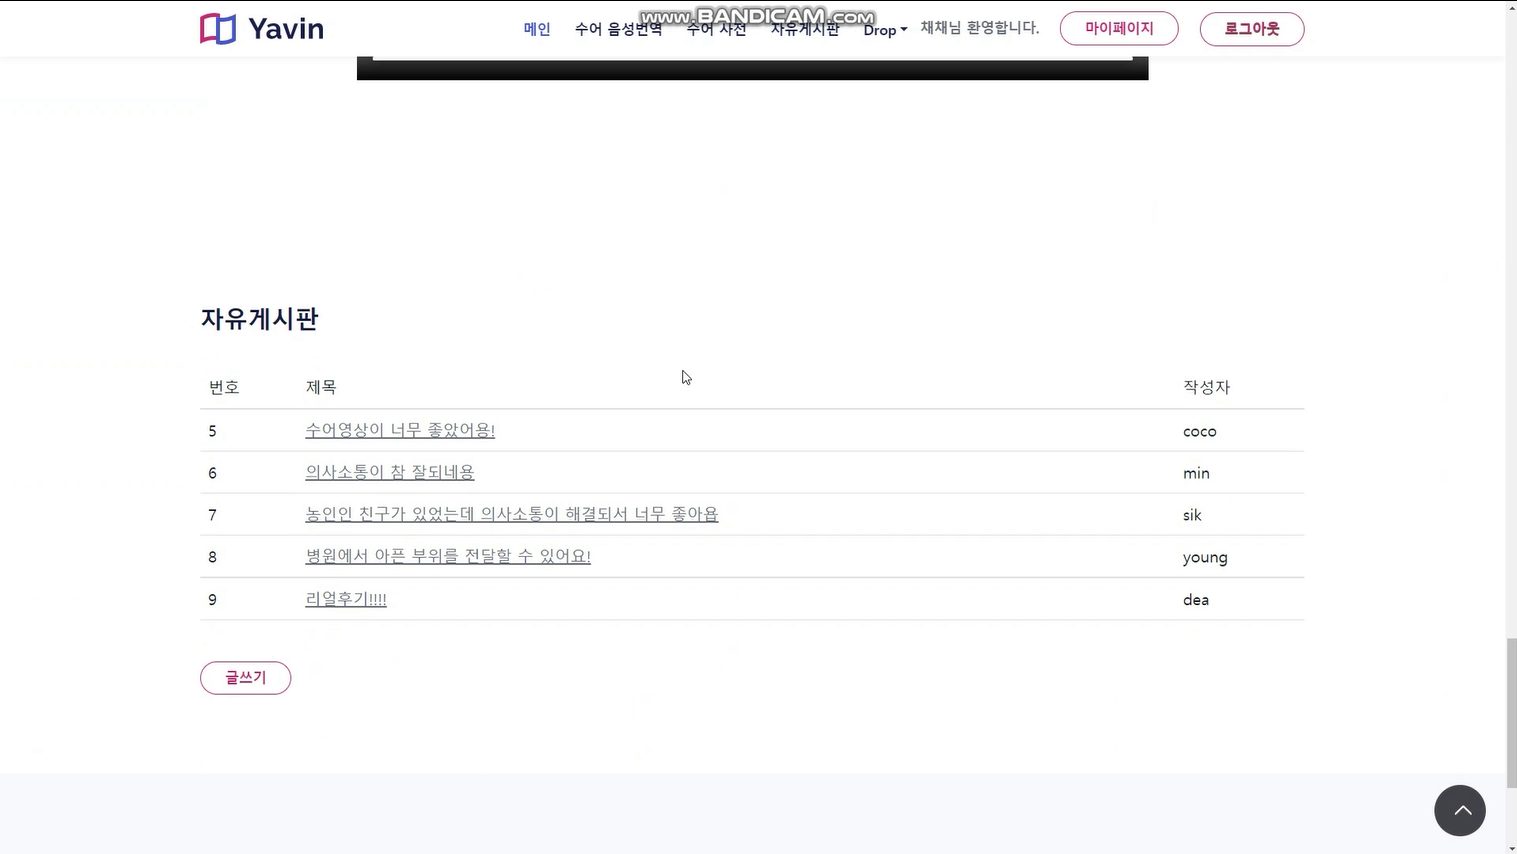 Yavin
메인
수어 음성번역
수어 사전
자유게시판
Drop
채채님 환영합니다.
마이페이지
로그아웃
www.BANDICAM.com
자유게시판
번호 제목 작성자
5 수어영상이 너무 좋았어용! coco
6 의사소통이 참 잘되네용 min
7 농인인 친구가 있었는데 의사소통이 해결되서 너무 좋아욥 sik
8 병원에서 아픈 부위를 전달할 수 있어요! young
9 리얼후기!!!! dea
글쓰기